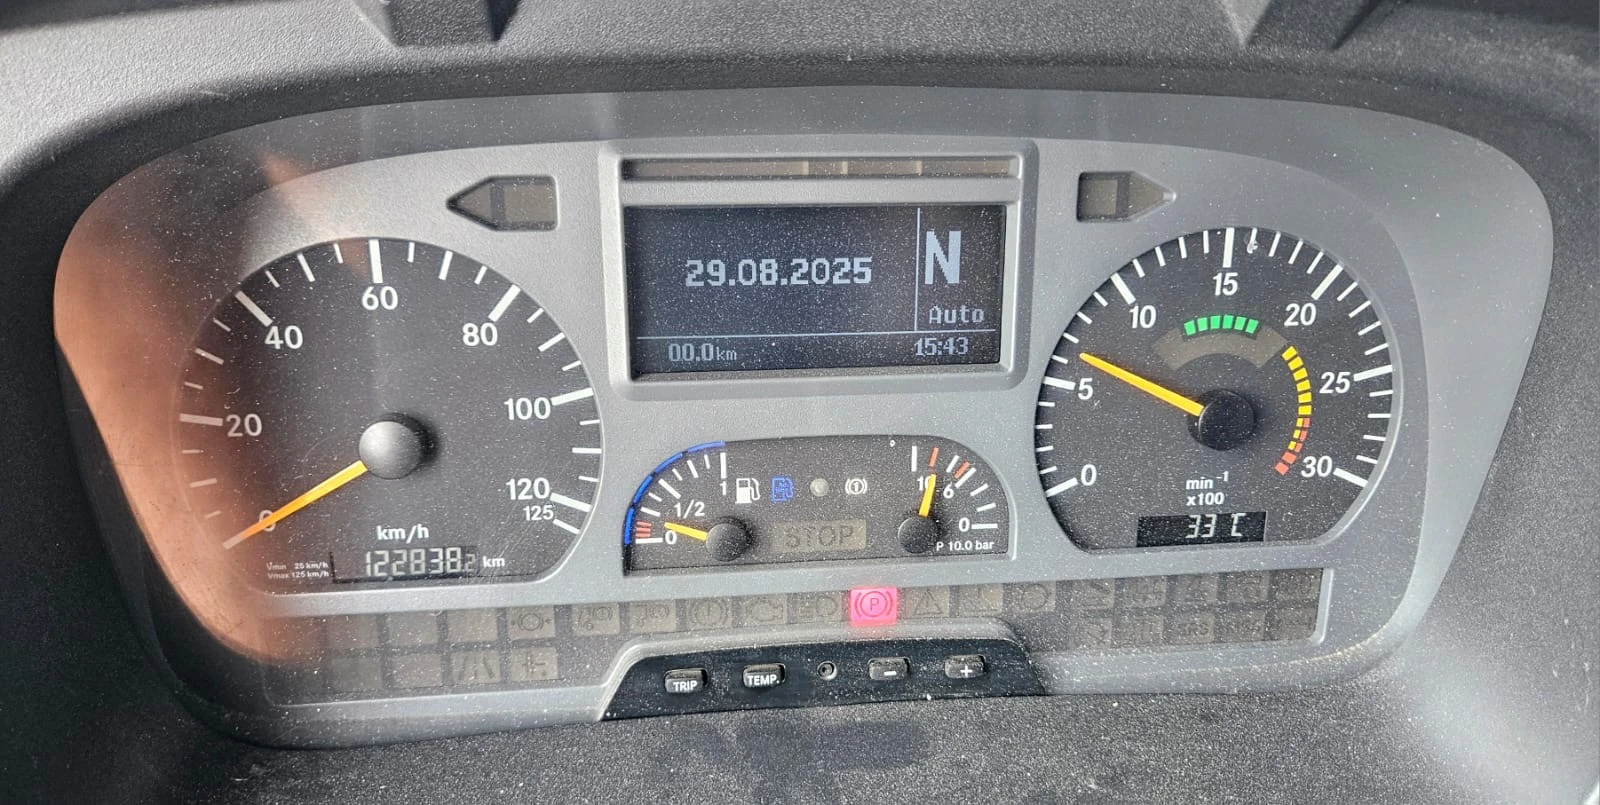 29.08.2025
N
Auto
00.0km
15:43
0
20
40
60
80
100
120
125
km/h
Vmin 25 km/h
Vmax 125 km/h
122838.2 km
0
1/2
1
STOP
10
6
0
P 10.0 bar
0
5
10
15
20
25
30
min⁻¹
x100
33°C
P
SRS
TRIP
TEMP.
-
+